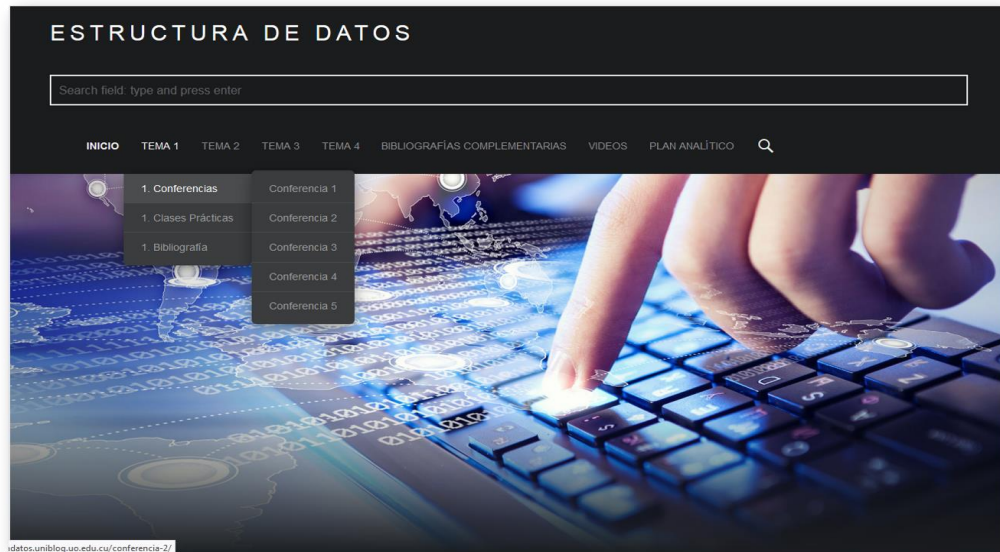 ESTRUCTURA DE DATOS
Search field: type and press enter
INICIO TEMA 1 TEMA 2 TEMA 3 TEMA 4 BIBLIOGRAFÍAS COMPLEMENTARIAS VIDEOS PLAN ANALÍTICO
1. Conferencias
1. Clases Prácticas
1. Bibliografía
Conferencia 1
Conferencia 2
Conferencia 3
Conferencia 4
Conferencia 5
datos.uniblog.uo.edu.cu/conferencia-2/